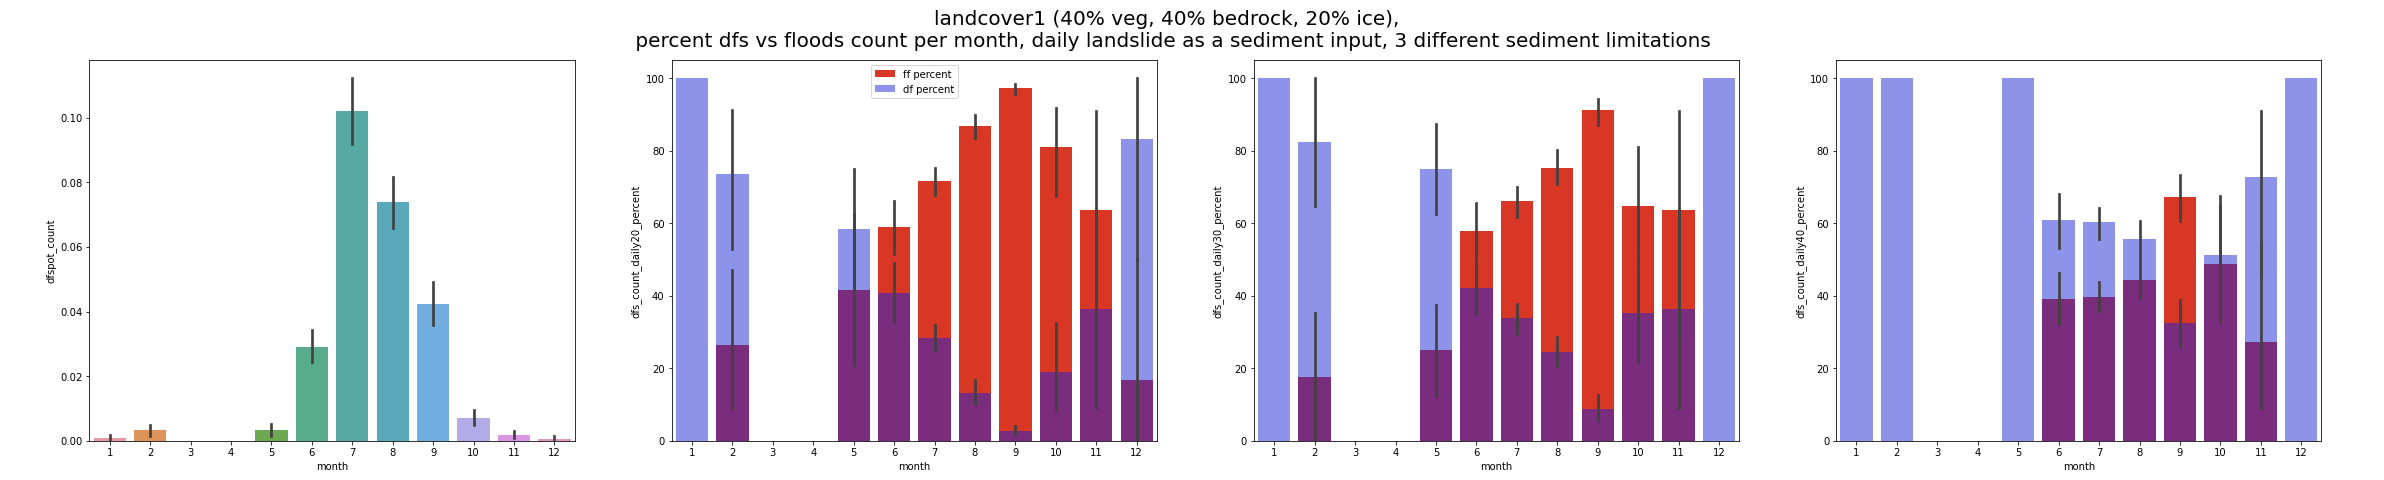 landcover1 (40% veg, 40% bedrock, 20% ice),
percent dfs vs floods count per month, daily landslide as a sediment input, 3 different sediment limitations
dfspot_count
0.10
0.08
0.06
0.04
0.02
0.00
1 2 3 4 5 6 7 8 9 10 11 12
month
dfs_count_daily20_percent
100
80
60
40
20
0
ff percent
df percent
1 2 3 4 5 6 7 8 9 10 11 12
month
dfs_count_daily30_percent
100
80
60
40
20
0
1 2 3 4 5 6 7 8 9 10 11 12
month
dfs_count_daily40_percent
100
80
60
40
20
0
1 2 3 4 5 6 7 8 9 10 11 12
month